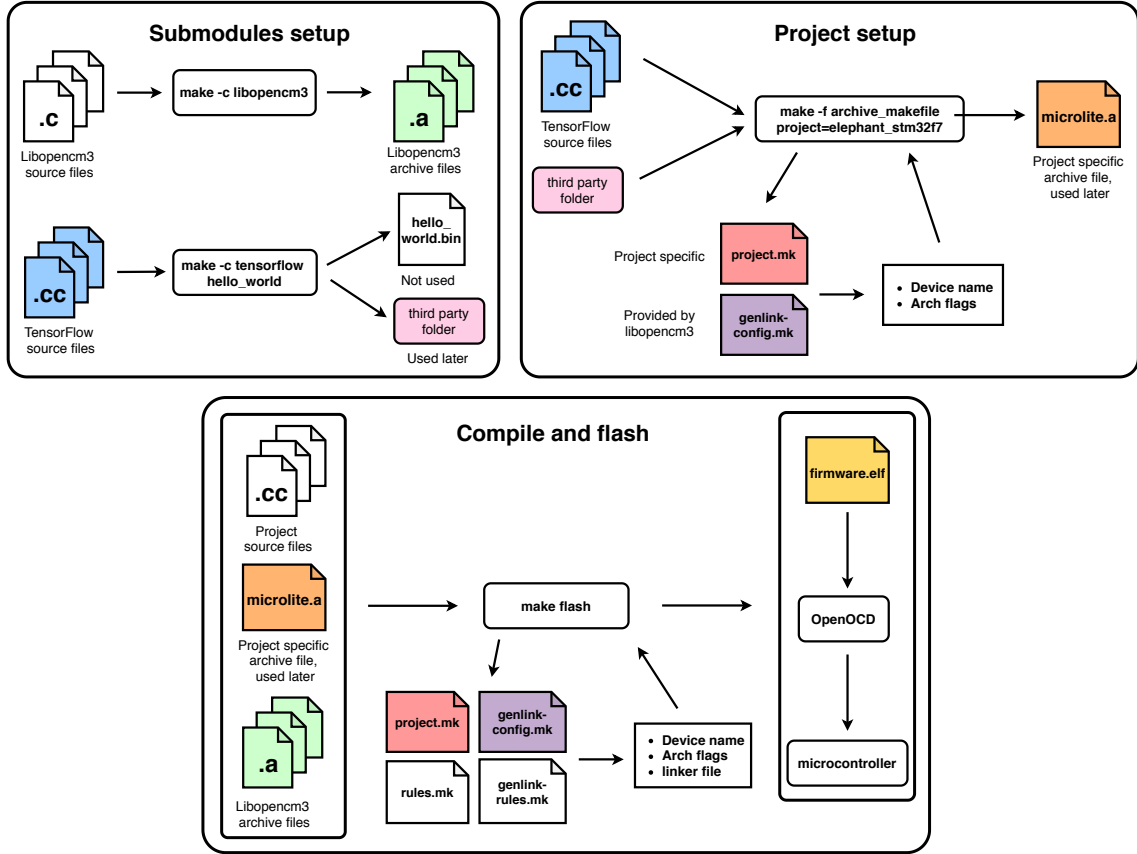 Submodules setup
.c
Libopencm3
source files
make -c libopencm3
.a
Libopencm3
archive files
.cc
TensorFlow
source files
make -c tensorflow
hello_world
hello_
world.bin
Not used
third party
folder
Used later
Project setup
.cc
TensorFlow
source files
third party
folder
make -f archive_makefile
project=elephant_stm32f7
microlite.a
Project specific
archive file,
used later
Project specific
project.mk
Provided by
libopencm3
genlink-
config.mk
• Device name
• Arch flags
Compile and flash
.cc
Project
source files
microlite.a
Project specific
archive file,
used later
.a
Libopencm3
archive files
make flash
project.mk
genlink-
config.mk
rules.mk
genlink-
rules.mk
• Device name
• Arch flags
• linker file
firmware.elf
OpenOCD
microcontroller